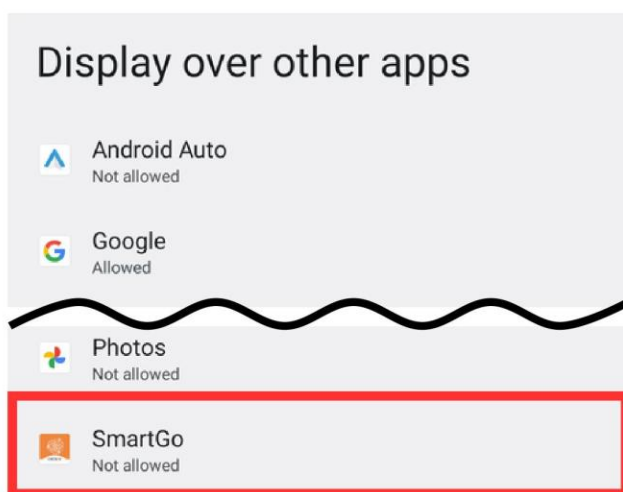 Display over other apps
Android Auto
Not allowed
Google
Allowed
Photos
Not allowed
SmartGo
Not allowed